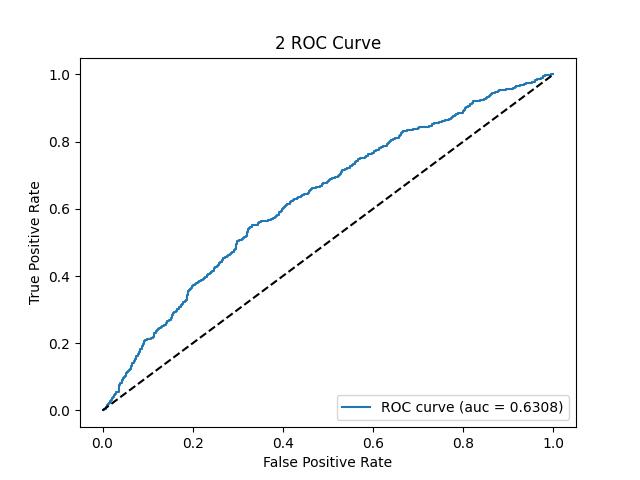 2 ROC Curve
True Positive Rate
1.0
0.8
0.6
0.4
0.2
0.0
ROC curve (auc = 0.6308)
0.0 0.2 0.4 0.6 0.8 1.0
False Positive Rate